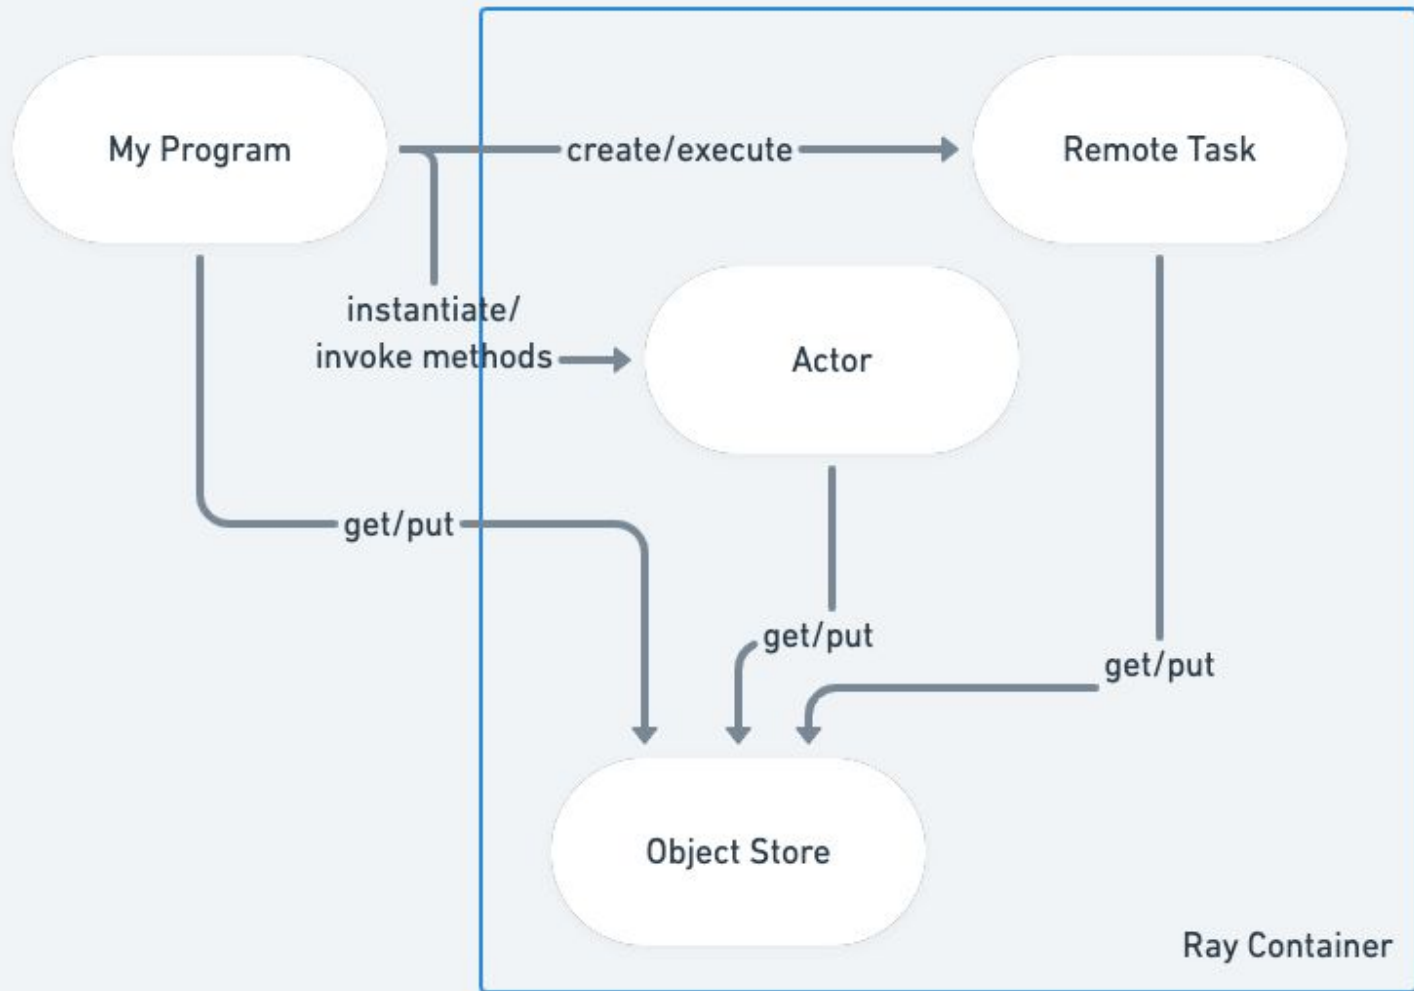 My Program
create/execute
Remote Task
instantiate/
invoke methods
Actor
get/put
get/put
get/put
Object Store
Ray Container